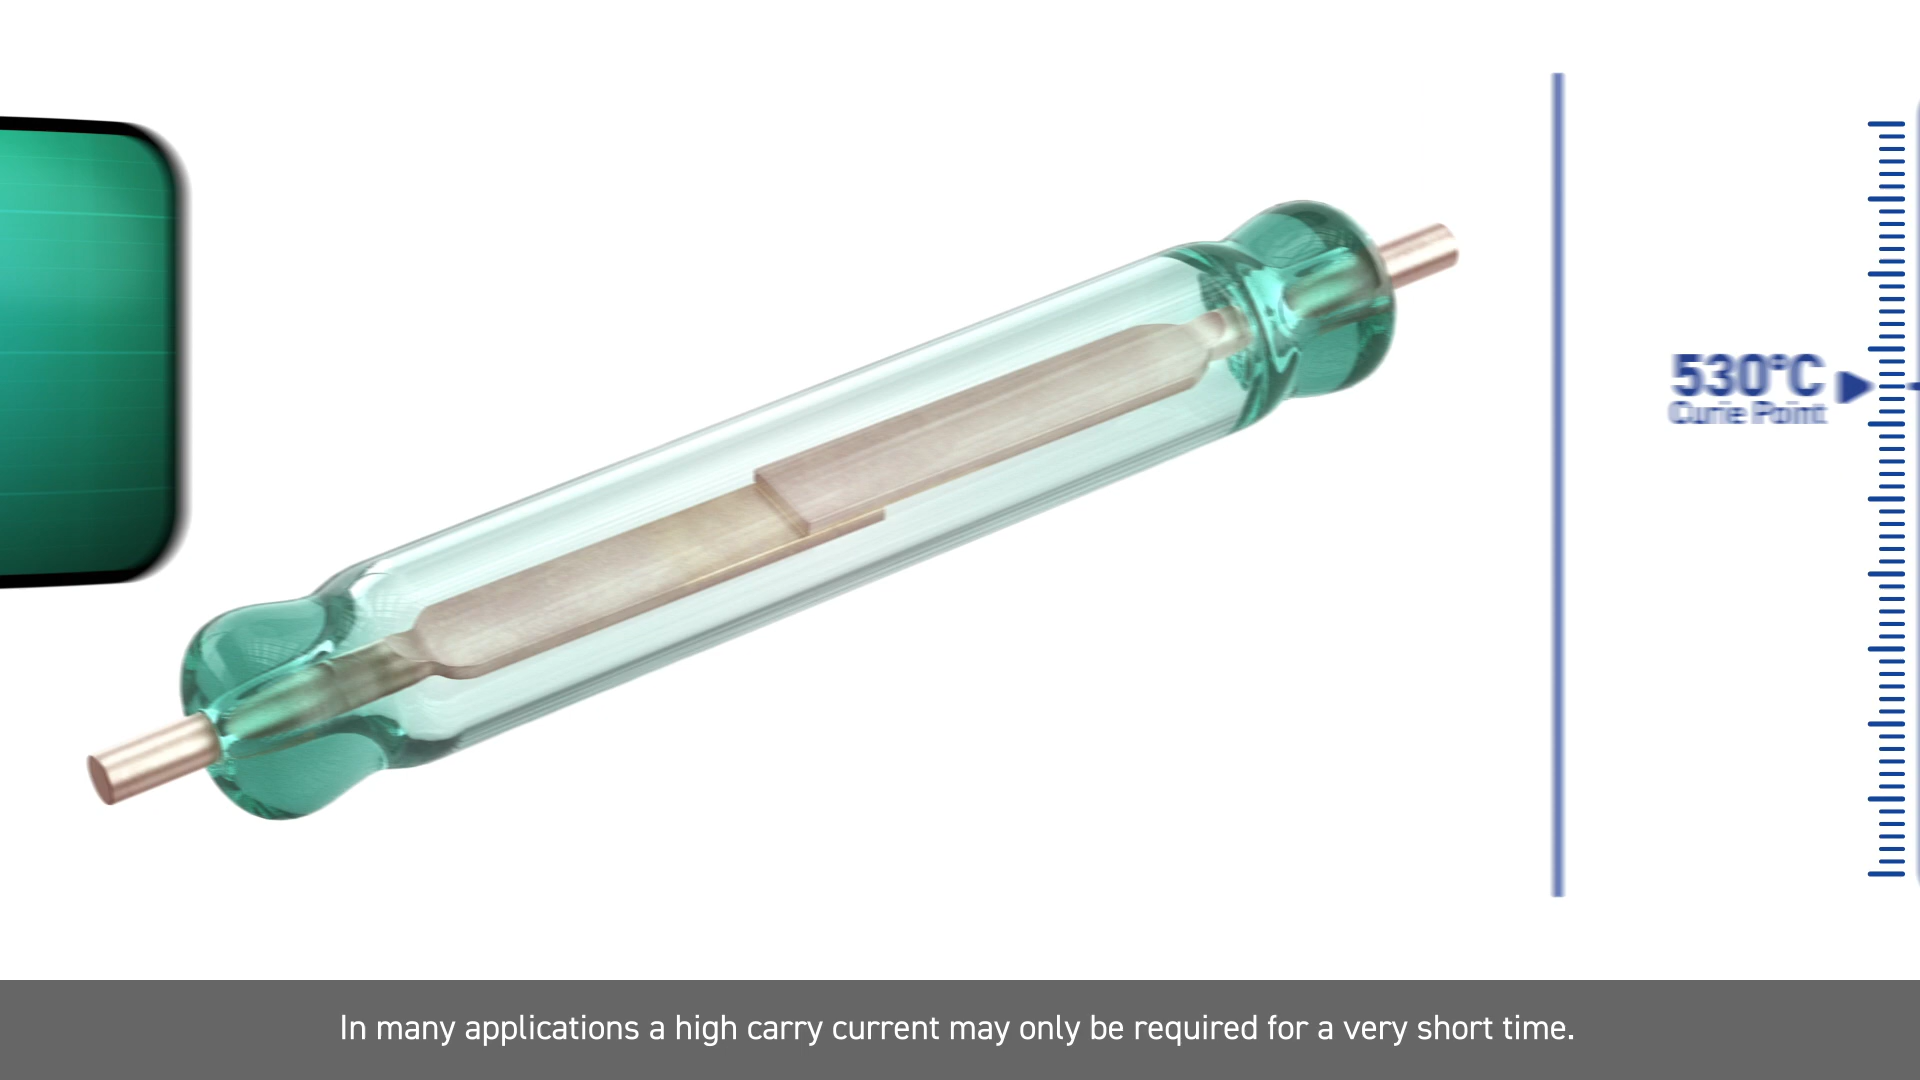 530°C
Curie Point
In many applications a high carry current may only be required for a very short time.